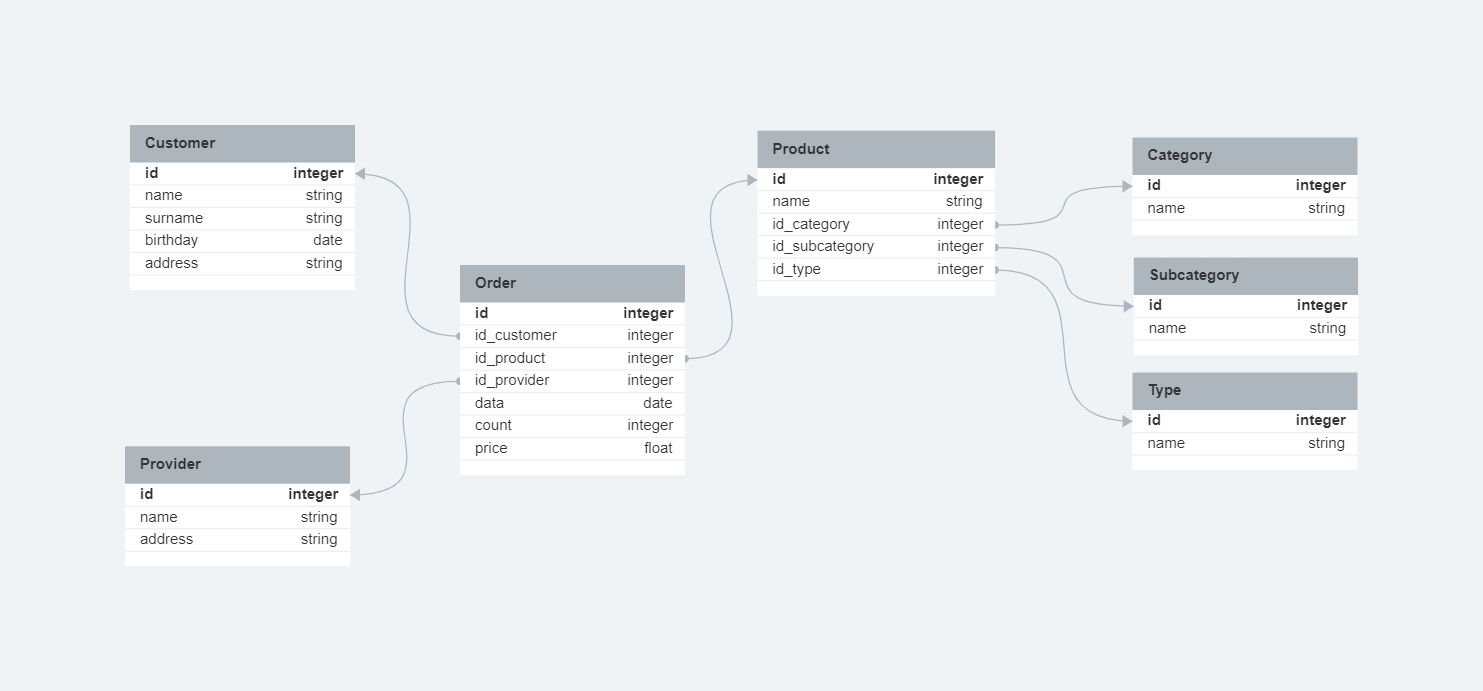 Customer
id integer
name string
surname string
birthday date
address string
Provider
id integer
name string
address string
Order
id integer
id_customer integer
id_product integer
id_provider integer
data date
count integer
price float
Product
id integer
name string
id_category integer
id_subcategory integer
id_type integer
Category
id integer
name string
Subcategory
id integer
name string
Type
id integer
name string